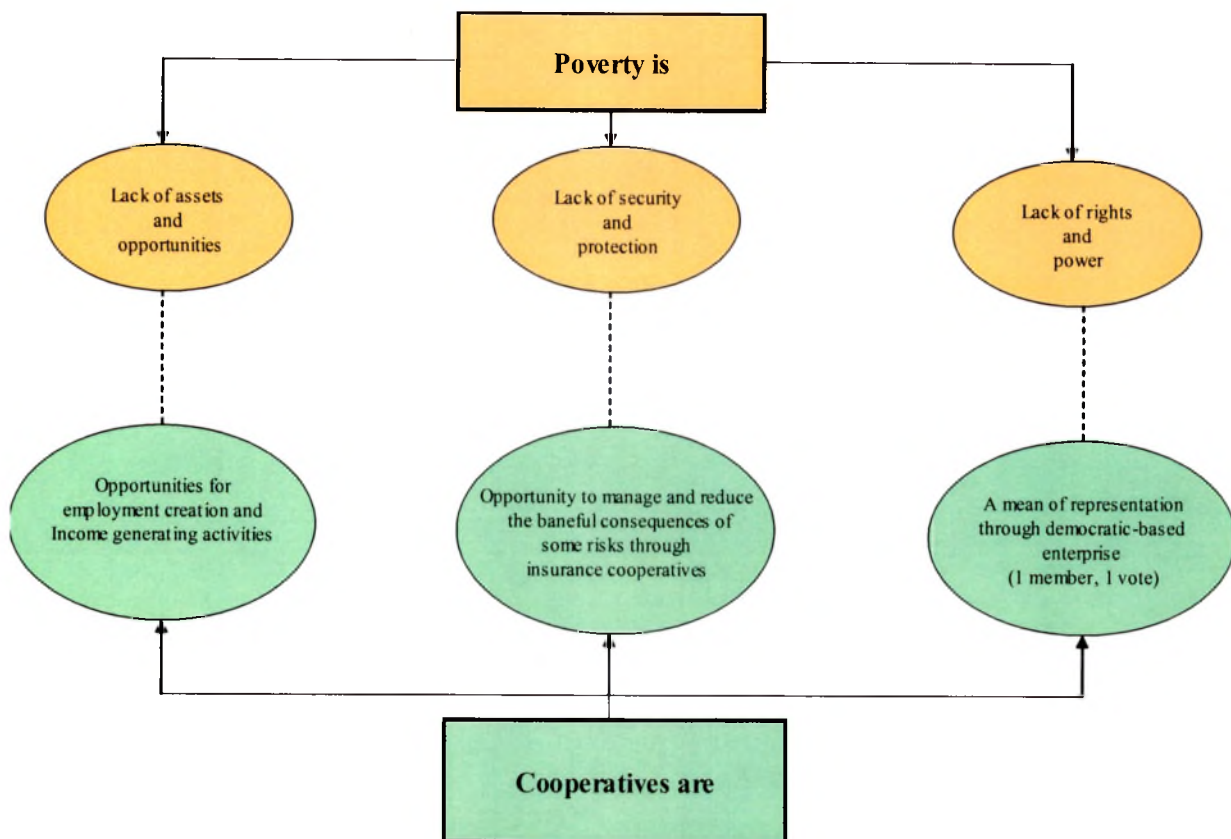 Poverty is
Lack of assets
and
opportunities
Lack of security
and
protection
Lack of rights
and
power
Opportunities for
employment creation and
Income generating activities
Opportunity to manage and reduce
the baneful consequences of
some risks through
insurance cooperatives
A mean of representation
through democratic-based
enterprise
(1 member, 1 vote)
Cooperatives are